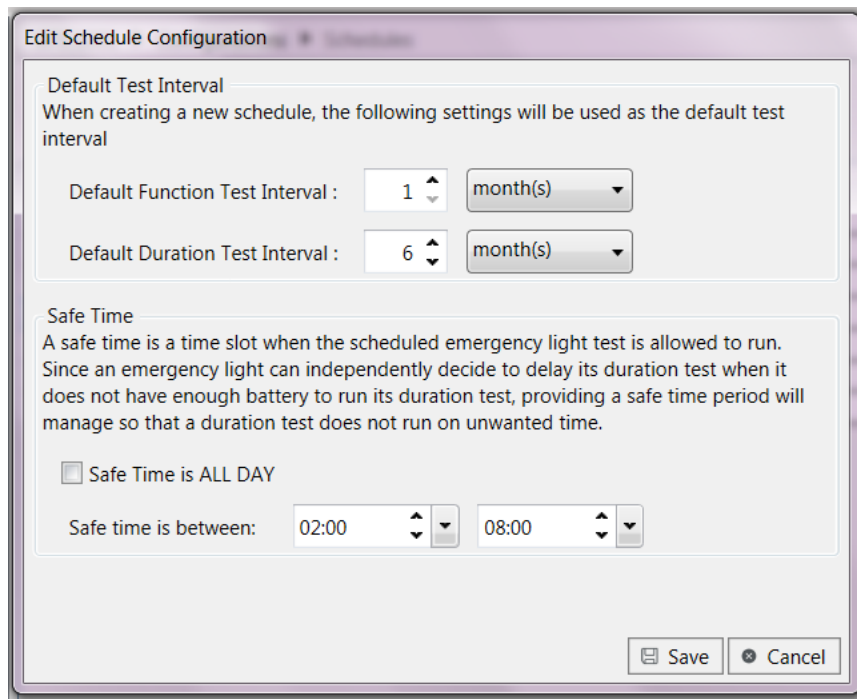 Edit Schedule Configuration
Schedules
Default Test Interval
When creating a new schedule, the following settings will be used as the default test
interval
Default Function Test Interval :
1
month(s)
Default Duration Test Interval :
6
month(s)
Safe Time
A safe time is a time slot when the scheduled emergency light test is allowed to run.
Since an emergency light can independently decide to delay its duration test when it
does not have enough battery to run its duration test, providing a safe time period will
manage so that a duration test does not run on unwanted time.
Safe Time is ALL DAY
Safe time is between:
02:00
08:00
Save
Cancel